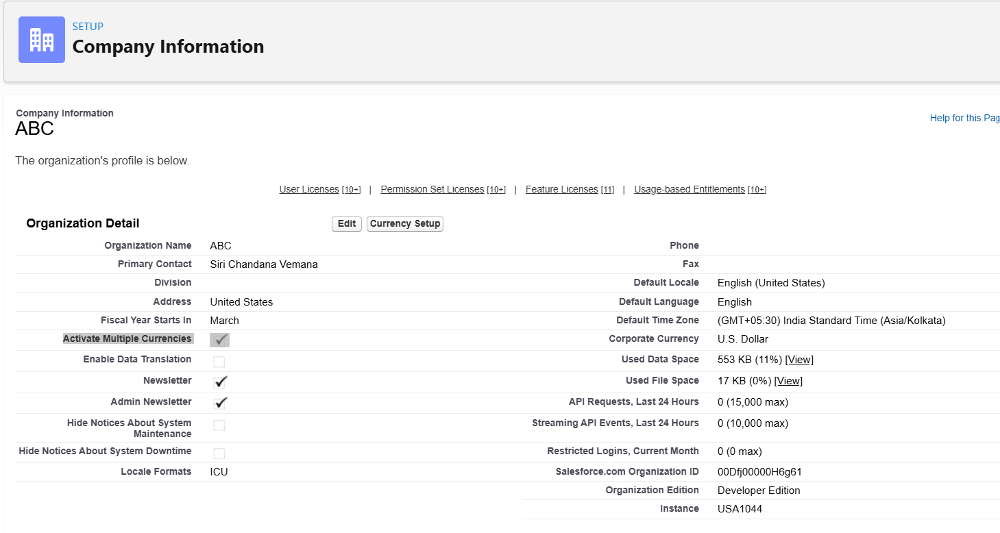 SETUP
Company Information
Company Information
ABC
Help for this Pag
The organization's profile is below.
User Licenses [10+] | Permission Set Licenses [10+] | Feature Licenses [11] | Usage-based Entitlements [10+]
Organization Detail Edit Currency Setup
Organization Name ABC Phone
Primary Contact Siri Chandana Vemana Fax
Division Default Locale English (United States)
Address United States Default Language English
Fiscal Year Starts In March Default Time Zone (GMT+05:30) India Standard Time (Asia/Kolkata)
Activate Multiple Currencies Corporate Currency U.S. Dollar
Enable Data Translation Used Data Space 553 KB (11%) [View]
Newsletter Used File Space 17 KB (0%) [View]
Admin Newsletter API Requests, Last 24 Hours 0 (15,000 max)
Hide Notices About System Streaming API Events, Last 24 Hours 0 (10,000 max)
Maintenance
Hide Notices About System Downtime Restricted Logins, Current Month 0 (0 max)
Locale Formats ICU Salesforce.com Organization ID 00Dfj00000H6g61
Organization Edition Developer Edition
Instance USA1044